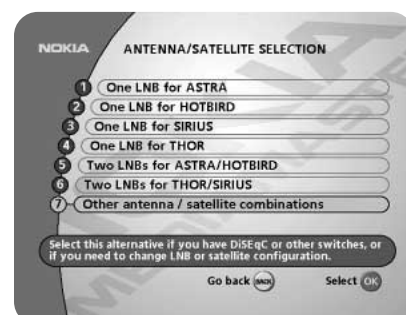 NOKIA
ANTENNA/SATELLITE SELECTION
1 One LNB for ASTRA
2 One LNB for HOTBIRD
3 One LNB for SIRIUS
4 One LNB for THOR
5 Two LNBs for ASTRA/HOTBIRD
6 Two LNBs for THOR/SIRIUS
7 Other antenna / satellite combinations
Select this alternative if you have DiSEqC or other switches, or
if you need to change LNB or satellite configuration.
Go back BACK Select OK